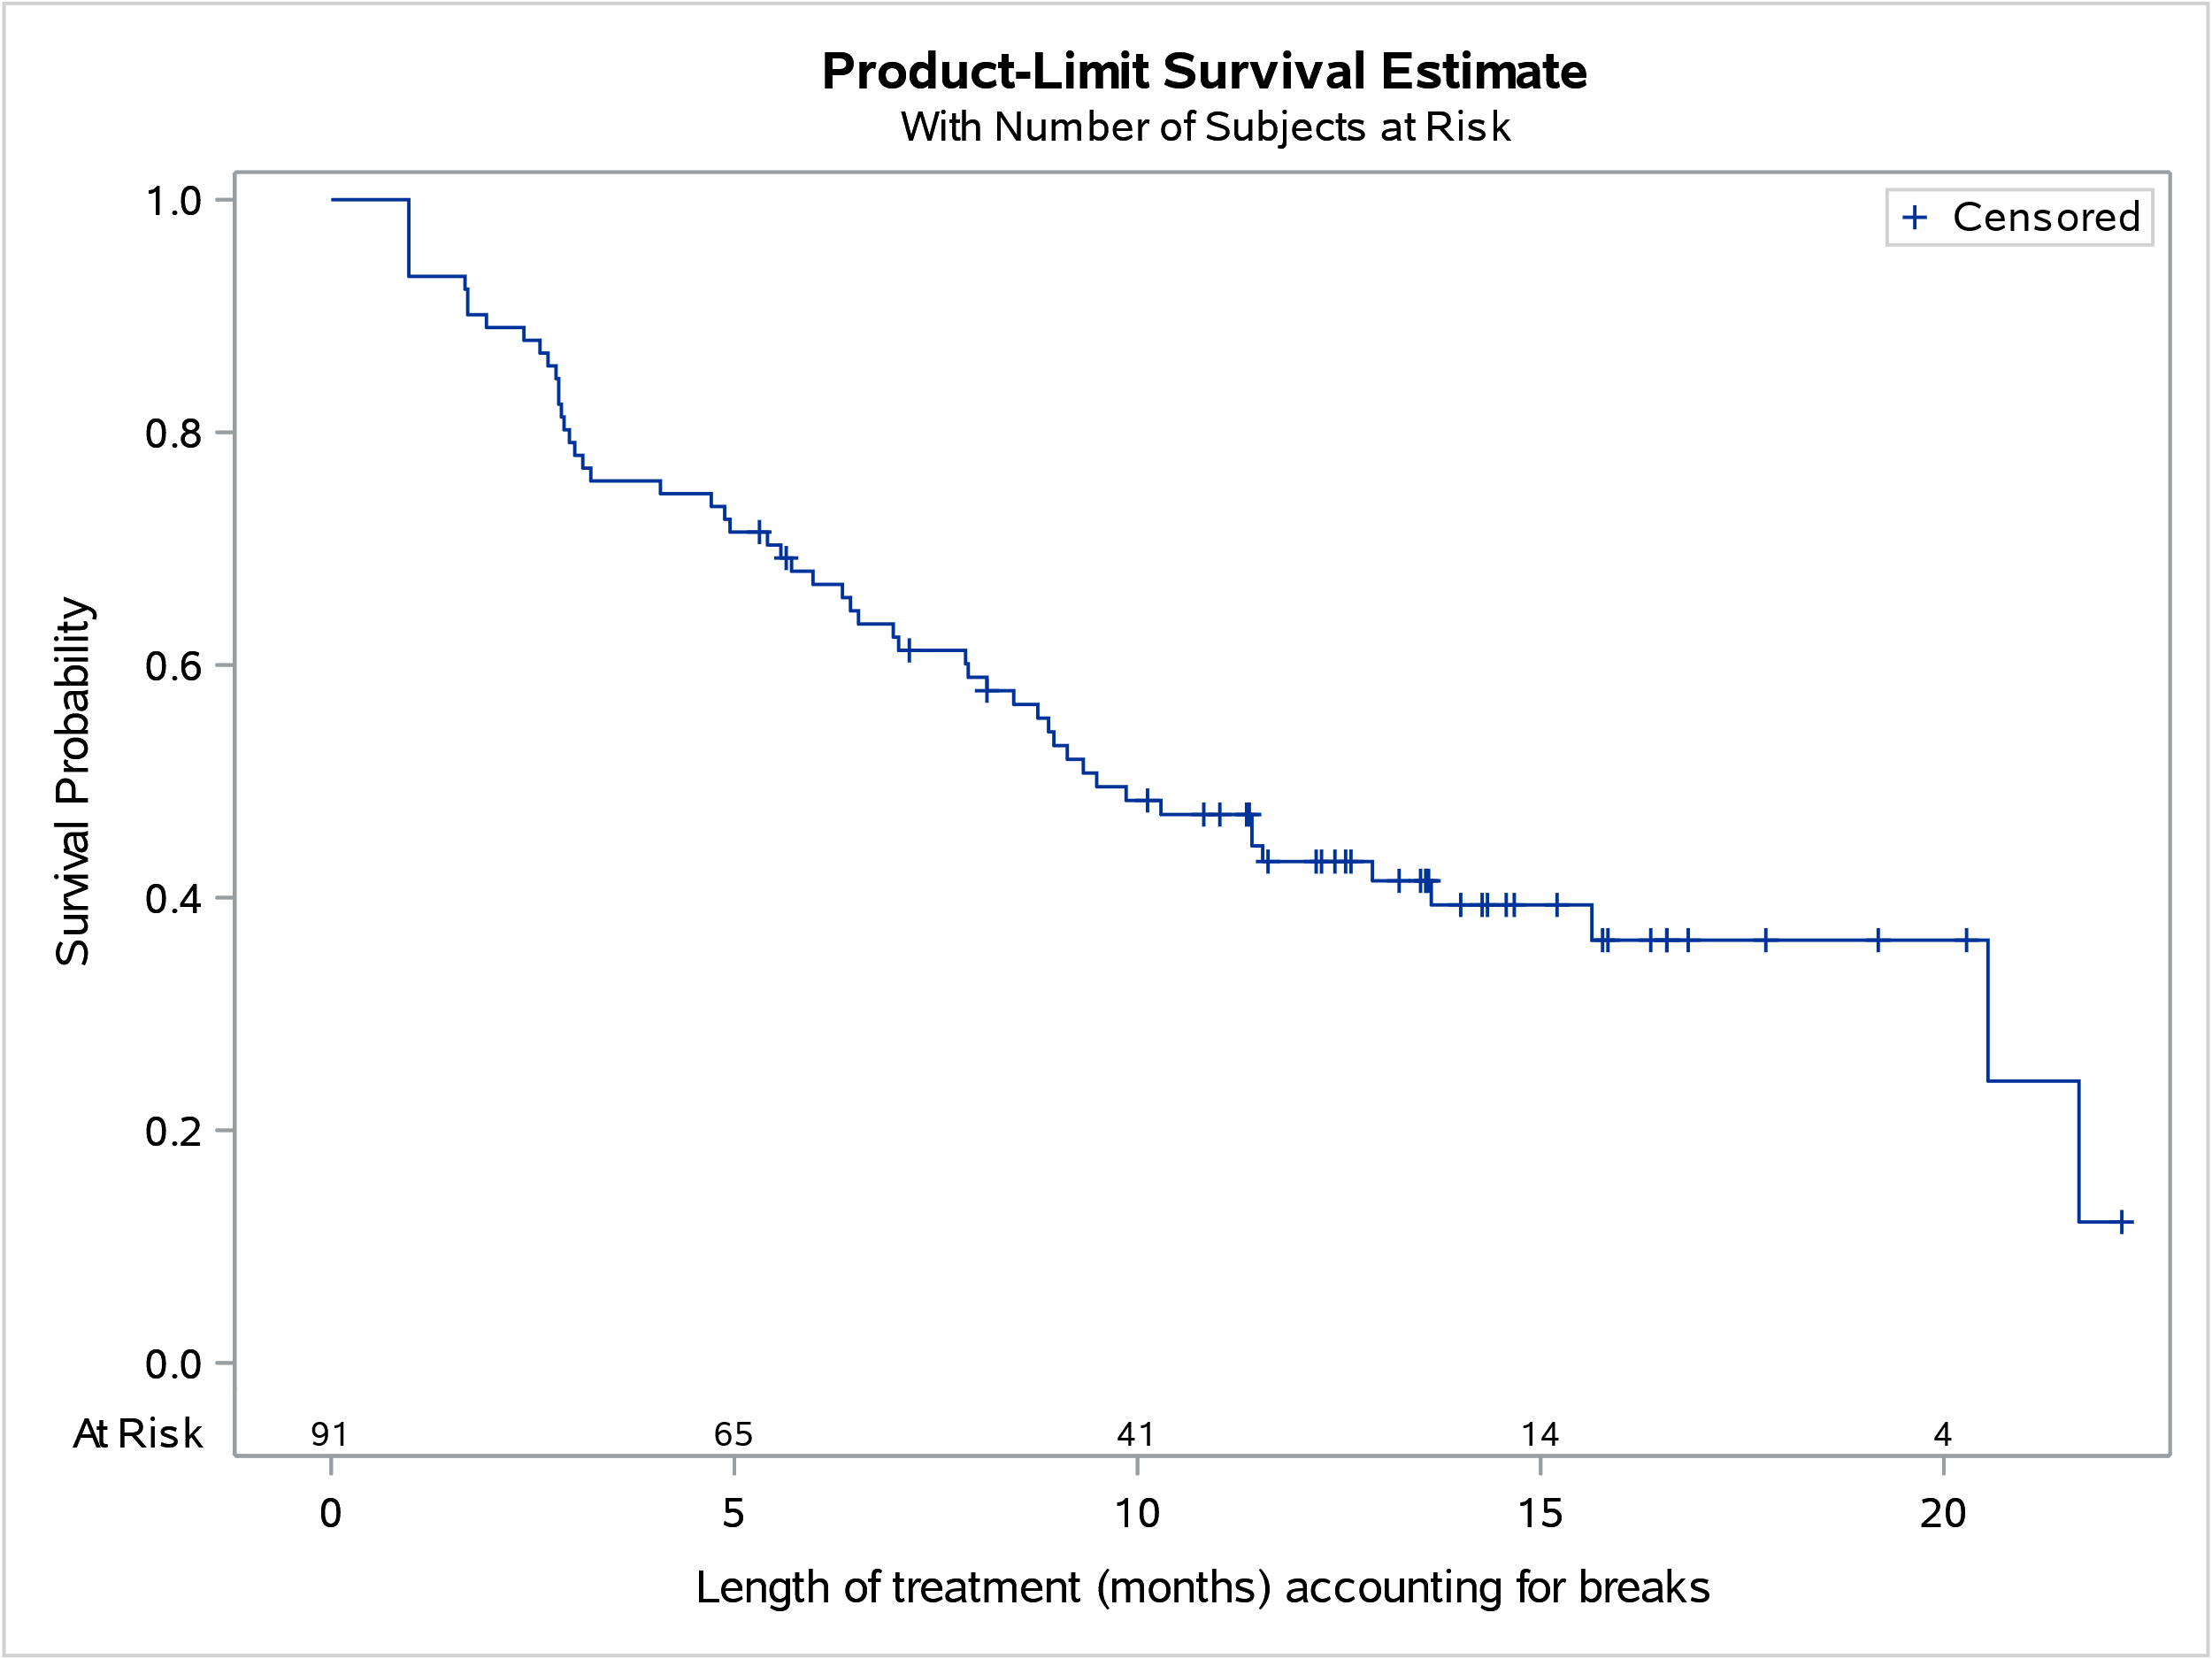 Product-Limit Survival Estimate
With Number of Subjects at Risk
+ Censored
1.0
0.8
0.6
0.4
0.2
0.0
Survival Probability
At Risk 91 65 41 14 4
0 5 10 15 20
Length of treatment (months) accounting for breaks